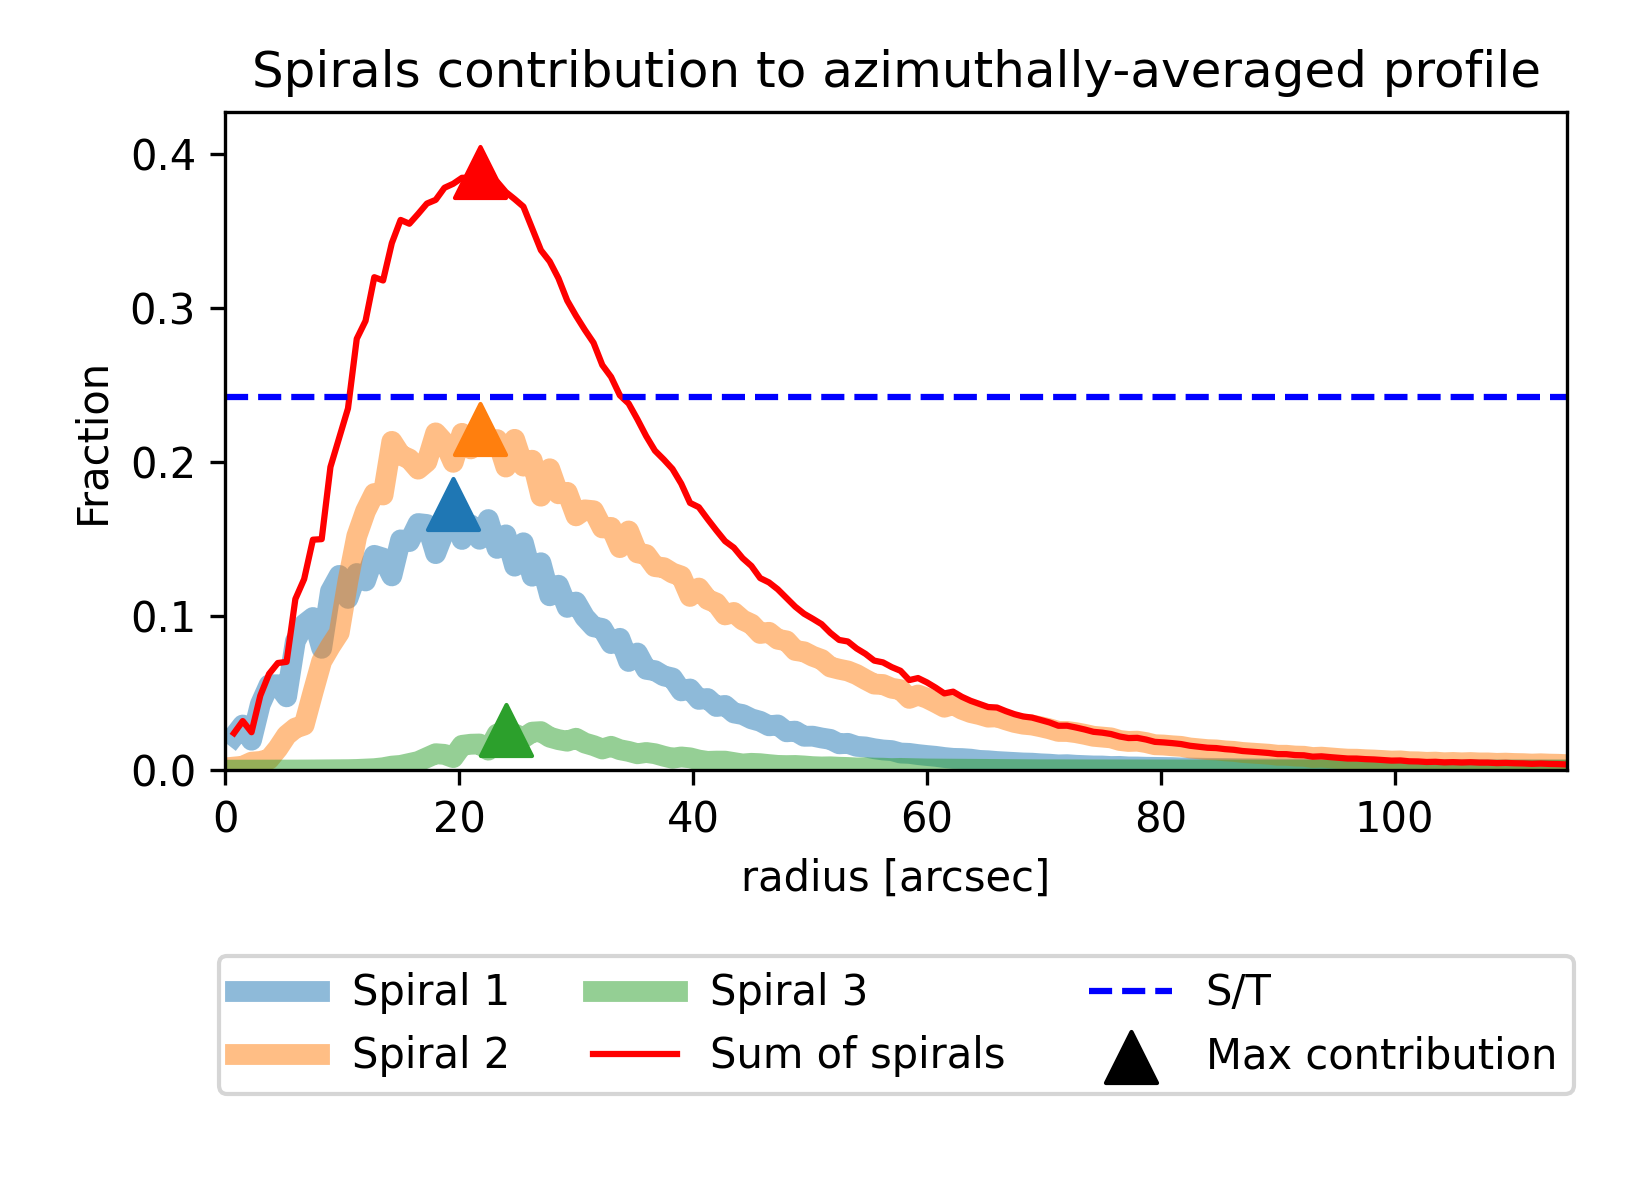 Spirals contribution to azimuthally-averaged profile
0.4
0.3
0.2
0.1
0.0
Fraction
0 20 40 60 80 100
radius [arcsec]
Spiral 1 Spiral 3 S/T
Spiral 2 Sum of spirals Max contribution